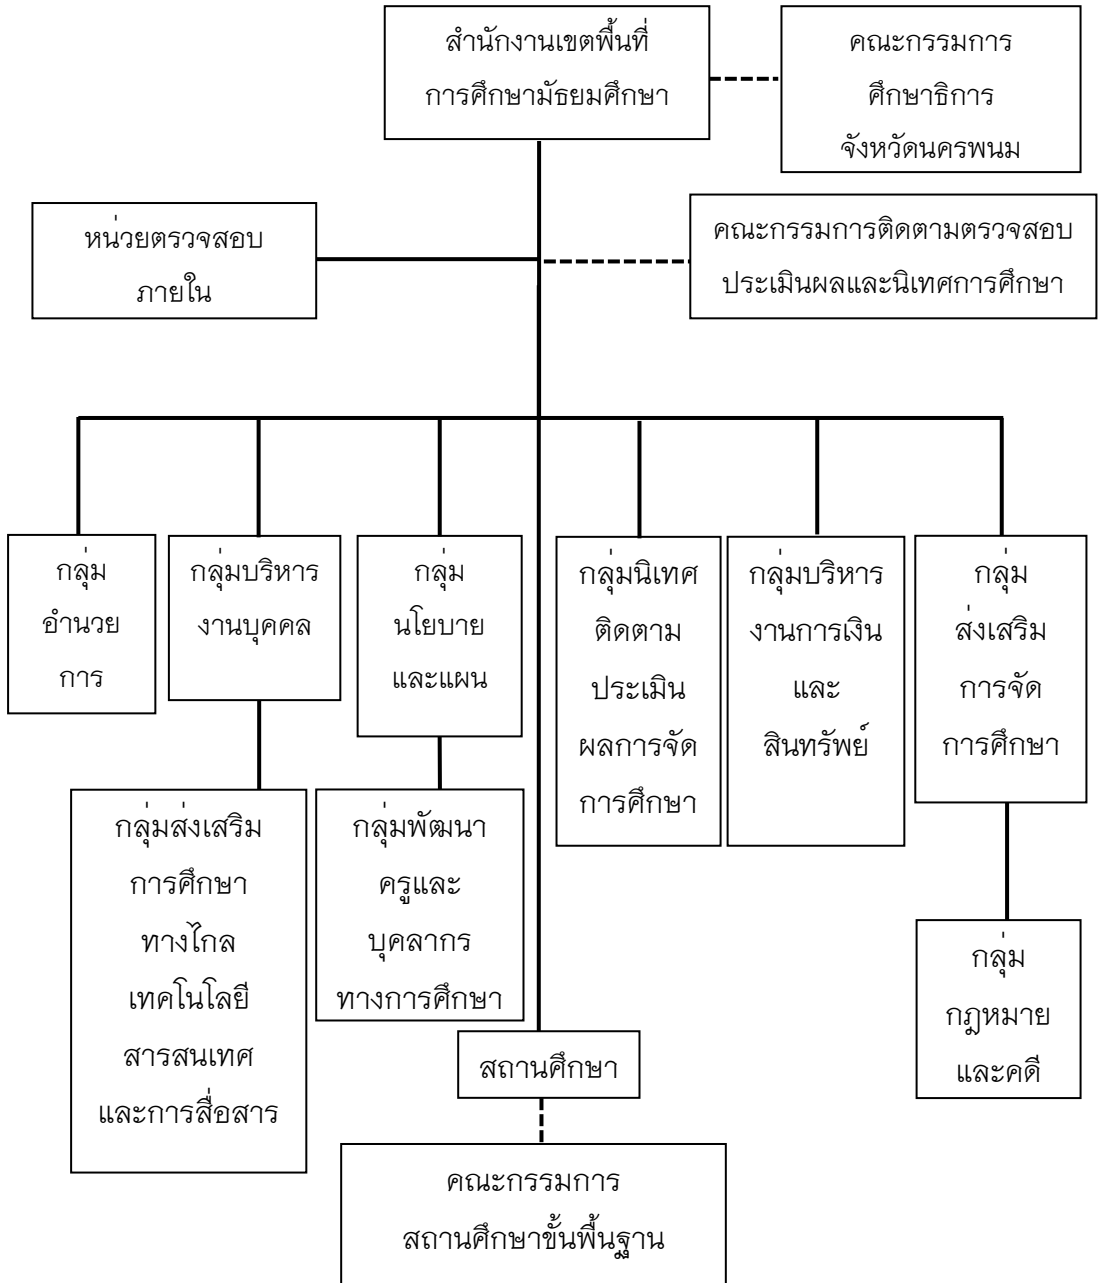 สำนักงานเขตพื้นที่
การศึกษามัธยมศึกษา
คณะกรรมการ
ศึกษาธิการ
จังหวัดนครพนม
หน่วยตรวจสอบ
ภายใน
คณะกรรมการติดตามตรวจสอบ
ประเมินผลและนิเทศการศึกษา
กลุ่ม
อำนวย
การ
กลุ่มบริหาร
งานบุคคล
กลุ่ม
นโยบาย
และแผน
กลุ่มนิเทศ
ติดตาม
ประเมิน
ผลการจัด
การศึกษา
กลุ่มบริหาร
งานการเงิน
และ
สินทรัพย์
กลุ่ม
ส่งเสริม
การจัด
การศึกษา
กลุ่มส่งเสริม
การศึกษา
ทางไกล
เทคโนโลยี
สารสนเทศ
และการสื่อสาร
กลุ่มพัฒนา
ครูและ
บุคลากร
ทางการศึกษา
กลุ่ม
กฎหมาย
และคดี
สถานศึกษา
คณะกรรมการ
สถานศึกษาขั้นพื้นฐาน